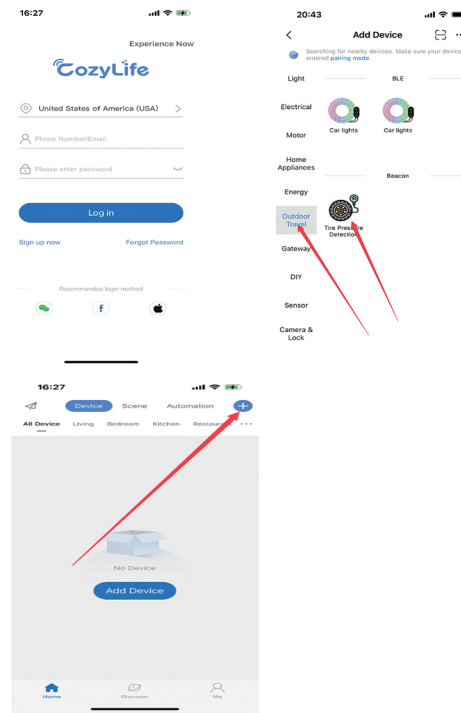 16:27
Experience Now
CozyLife
United States of America (USA)
Phone Number/Email
Please enter password
Log in
Sign up now
Forgot Password
Recommended login method
20:43
Add Device
Searching for nearby devices. Make sure your device
entered pairing mode.
Light
BLE
Electrical
Motor
Car lights
Car lights
Home
Appliances
Beacon
Energy
Outdoor
Travel
Tire Pressure
Detection
Gateway
DIY
Sensor
Camera &
Lock
16:27
Device
Scene
Automation
All Device
Living
Bedroom
Kitchen
Restaurant
No Device
Add Device
Home
Discover
Me